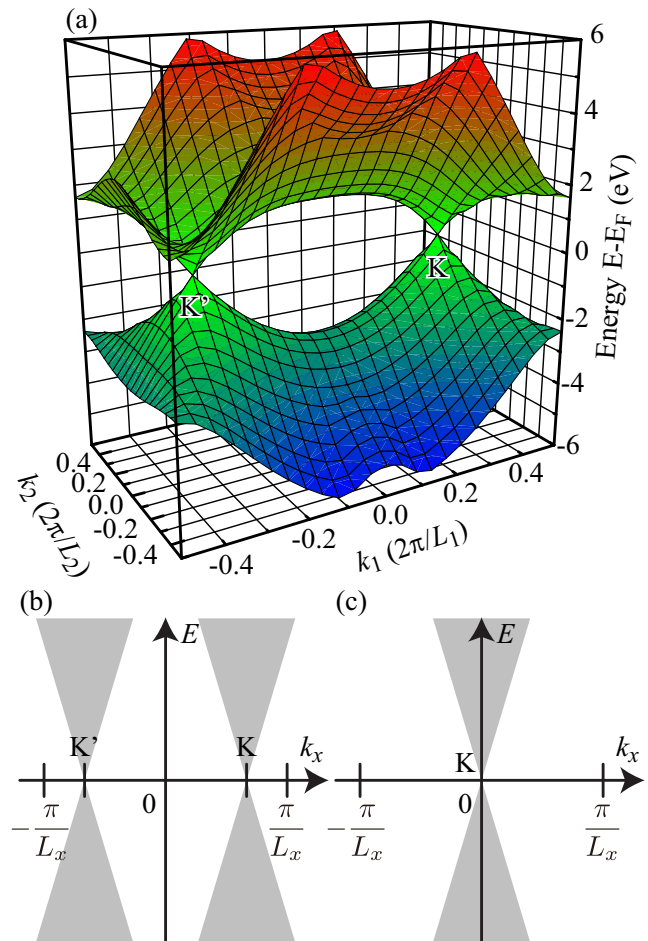 (a)
6
4
2
0
-2
-4
-6
Energy E-E_F (eV)
K
K'
0.4
0.2
0.0
-0.2
-0.4
k_2 (2π/L_2)
-0.4
-0.2
0.0
0.2
0.4
k_1 (2π/L_1)
(b)
(c)
E
E
K'
K
k_x
K
k_x
0
0
-π/L_x
π/L_x
-π/L_x
π/L_x